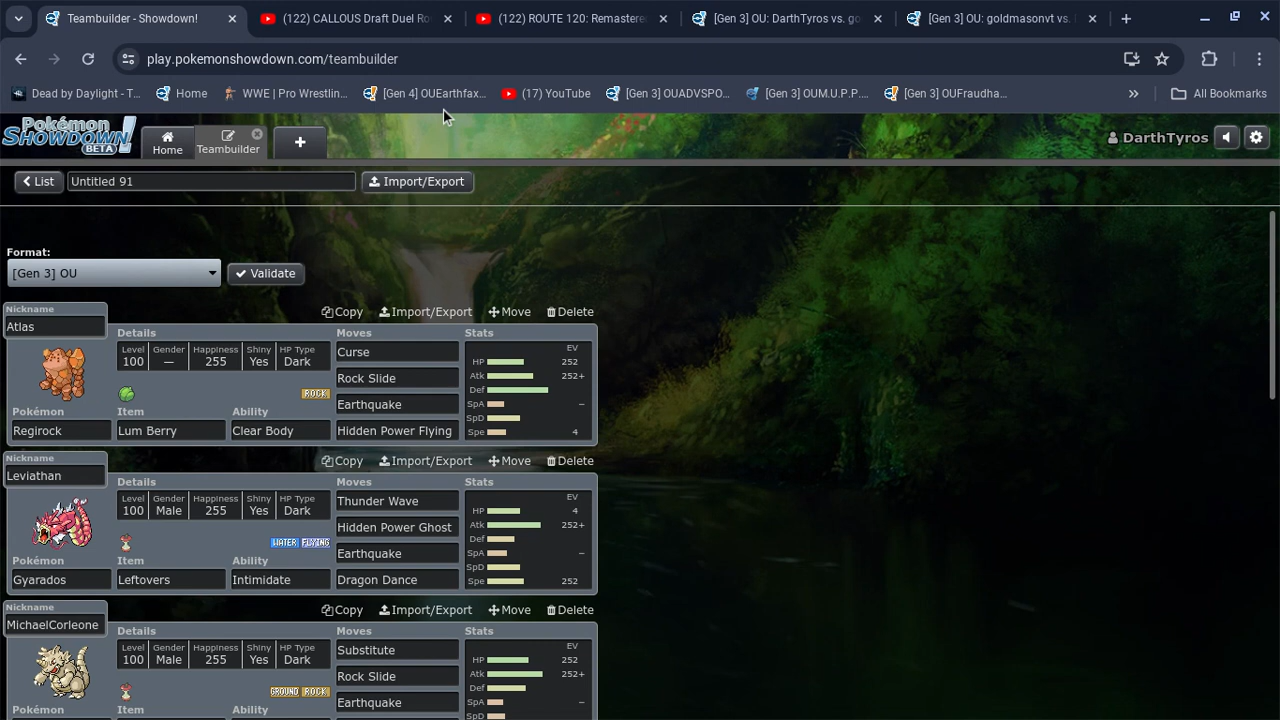 Teambuilder - Showdown!
(122) CALLOUS Draft Duel Ro
(122) ROUTE 120: Remastere
[Gen 3] OU: DarthTyros vs. go
[Gen 3] OU: goldmasonvt vs.
play.pokemonshowdown.com/teambuilder
Dead by Daylight - T...
Home
WWE | Pro Wrestlin...
[Gen 4] OUEarthfax...
(17) YouTube
[Gen 3] OUADVSPO...
[Gen 3] OUM.U.P.P....
[Gen 3] OUFraudha...
All Bookmarks
Pokémon
SHOWDOWN!
BETA
Home
Teambuilder
DarthTyros
List
Untitled 91
Import/Export
Format:
[Gen 3] OU
Validate
Nickname
Atlas
Copy Import/Export Move Delete
Details
Level Gender Happiness Shiny HP Type
100 — 255 Yes Dark
ROCK
Pokémon Item Ability
Regirock Lum Berry Clear Body
Moves
Curse
Rock Slide
Earthquake
Hidden Power Flying
Stats
EV
HP 252
Atk 252+
Def
SpA –
SpD
Spe 4
Nickname
Leviathan
Copy Import/Export Move Delete
Details
Level Gender Happiness Shiny HP Type
100 Male 255 Yes Dark
WATER FLYING
Pokémon Item Ability
Gyarados Leftovers Intimidate
Moves
Thunder Wave
Hidden Power Ghost
Earthquake
Dragon Dance
Stats
EV
HP 4
Atk 252+
Def
SpA –
SpD
Spe 252
Nickname
MichaelCorleone
Copy Import/Export Move Delete
Details
Level Gender Happiness Shiny HP Type
100 Male 255 Yes Dark
GROUND ROCK
Pokémon Item Ability
Moves
Substitute
Rock Slide
Earthquake
Stats
EV
HP 252
Atk 252+
Def
SpA –
SpD